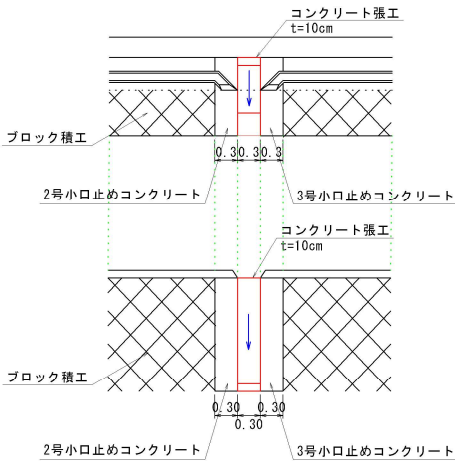 コンクリート張工
t=10cm
ブロック積工
0.3 0.3 0.3
2号小口止めコンクリート
3号小口止めコンクリート
コンクリート張工
t=10cm
ブロック積工
0.30 0.30
0.30
2号小口止めコンクリート
3号小口止めコンクリート